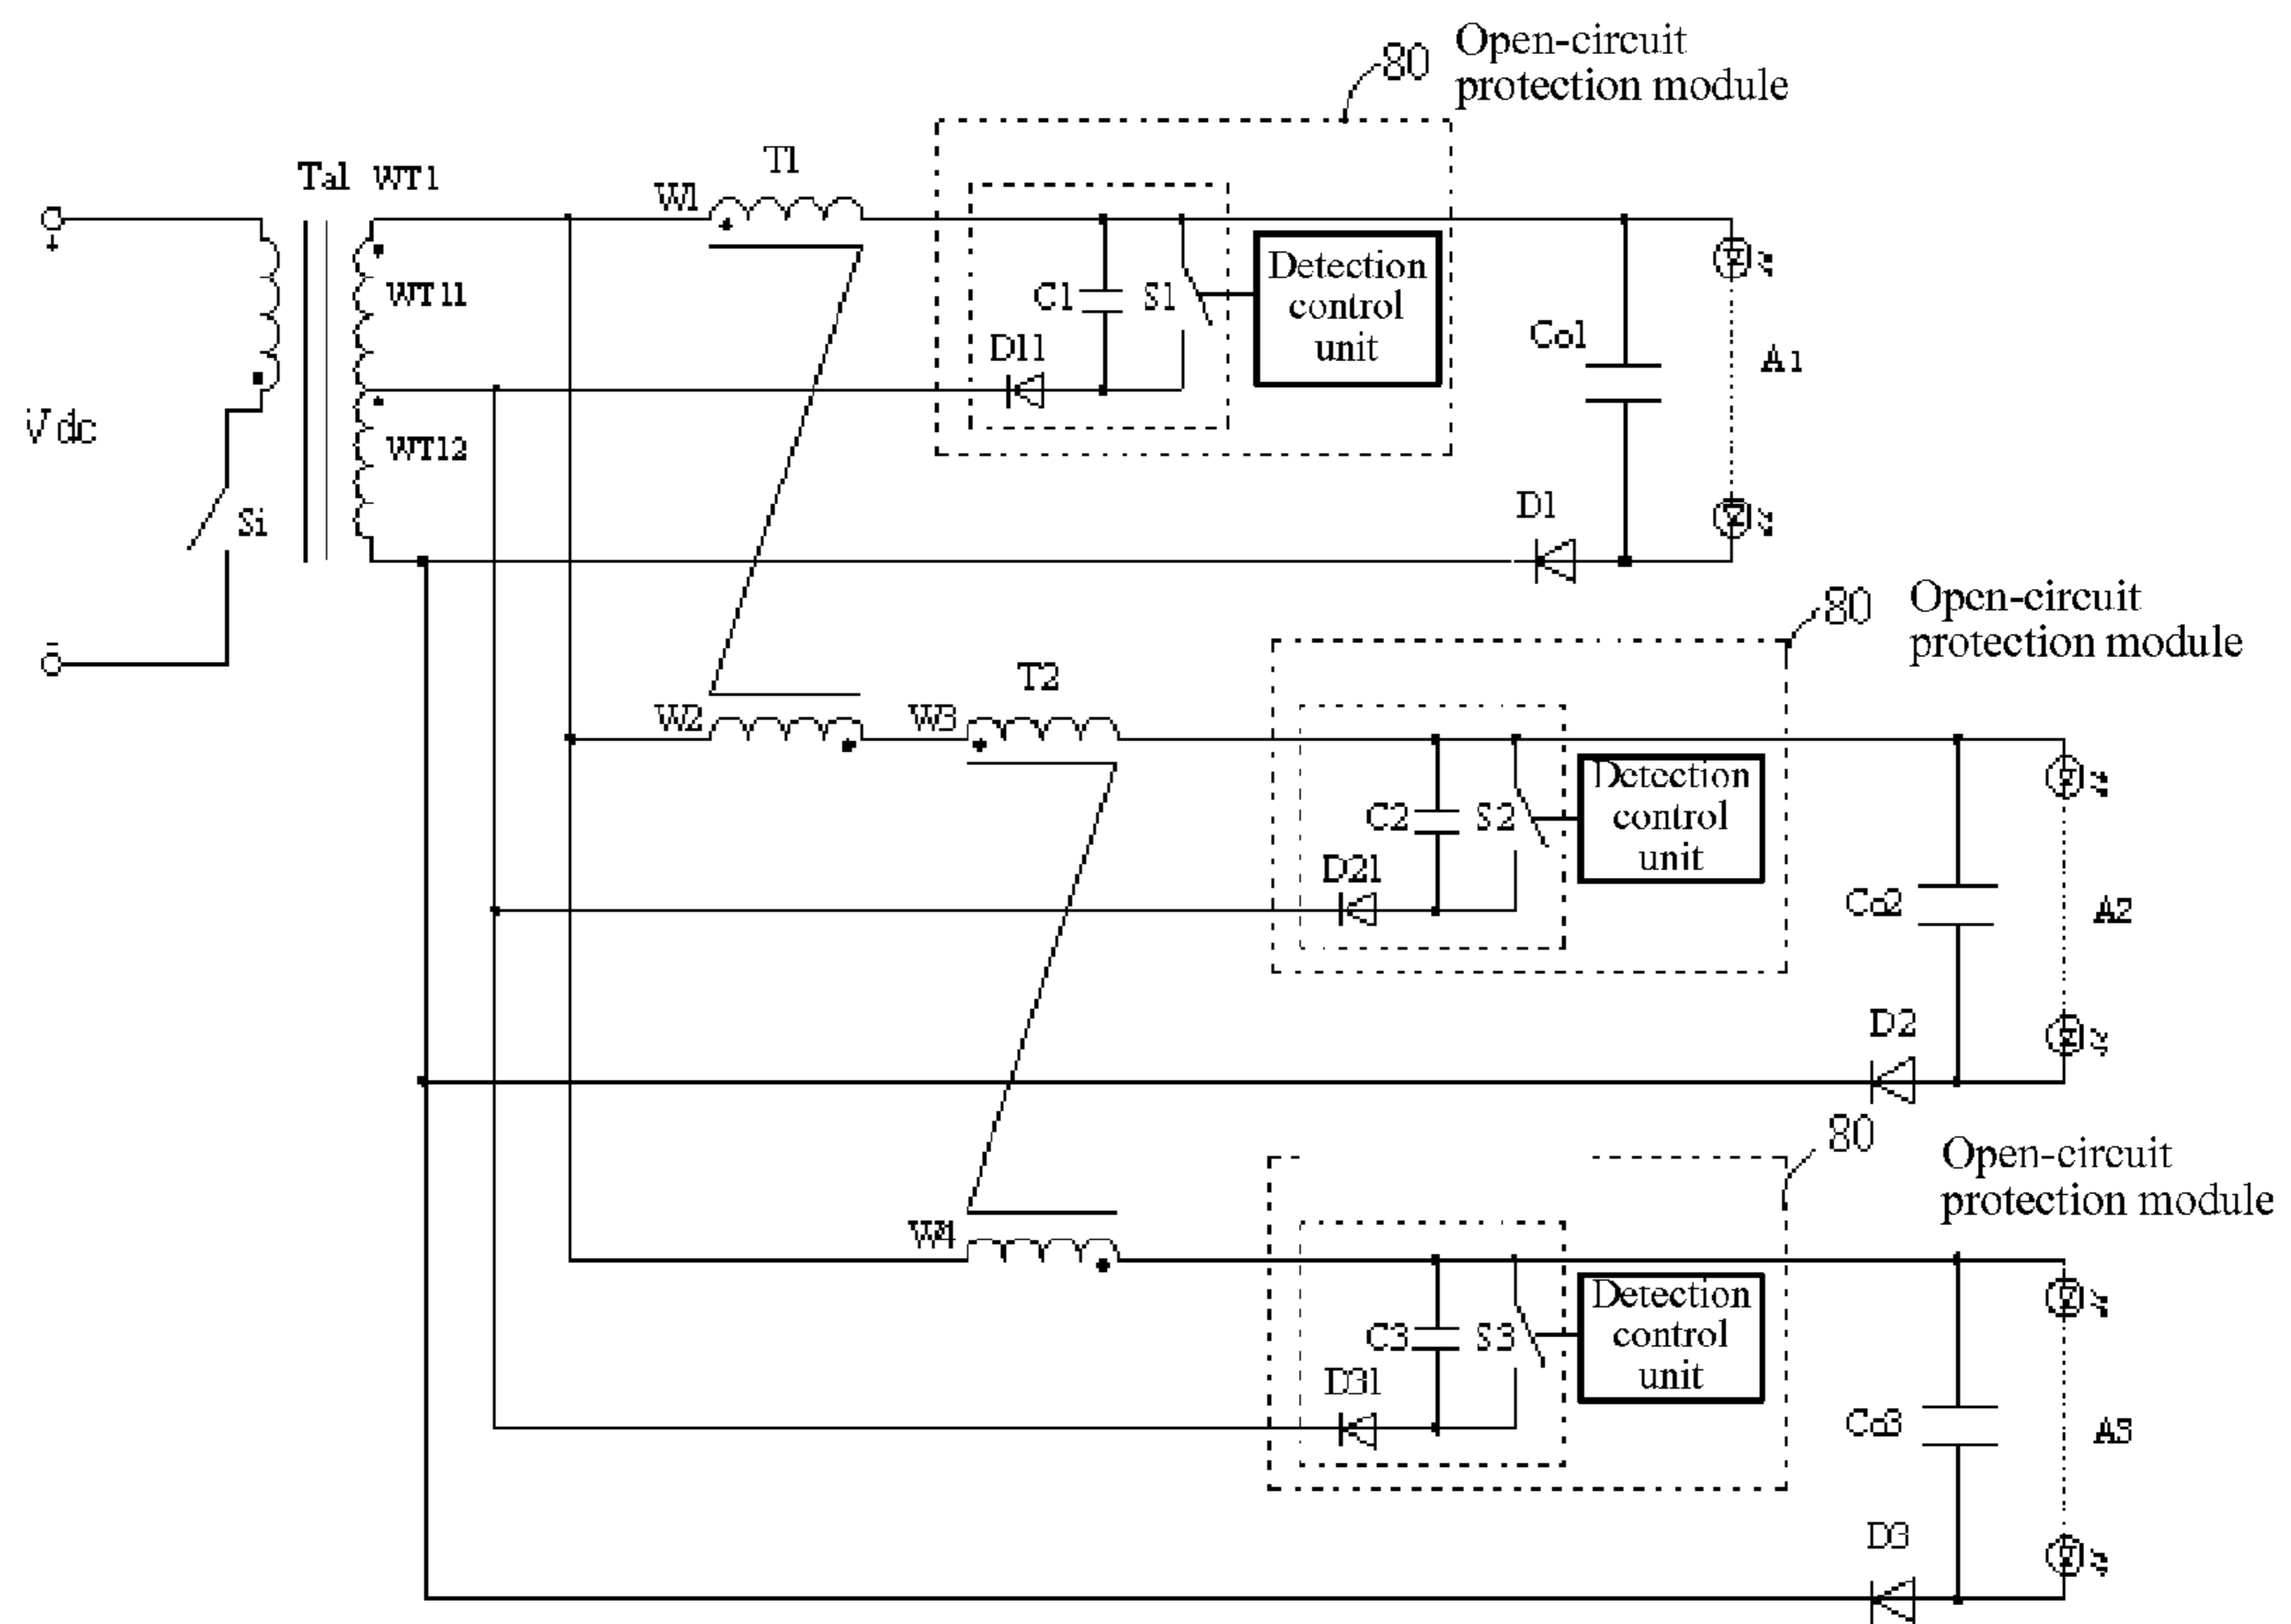 80
Open-circuit
protection module
Ta1 WT1
W1
T1
WT11
C1
S1
Detection
control
unit
Co1
A1
D11
Vdc
WT12
Si
D1
80
Open-circuit
protection module
W2
W3
T2
C2
S2
Detection
control
unit
D21
Co2
A2
D2
80
Open-circuit
protection module
W4
C3
S3
Detection
control
unit
D31
Co3
A3
D3